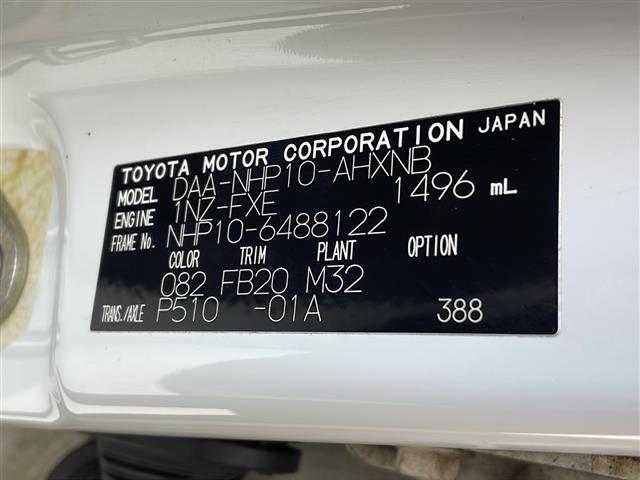 TOYOTA MOTOR CORPORATION JAPAN
MODEL DAA-NHP10-AHXNB
ENGINE 1NZ-FXE 1496 mL
FRAME No. NHP10-6488122
COLOR TRIM PLANT OPTION
082 FB20 M32
TRANS./AXLE P510 -01A 388